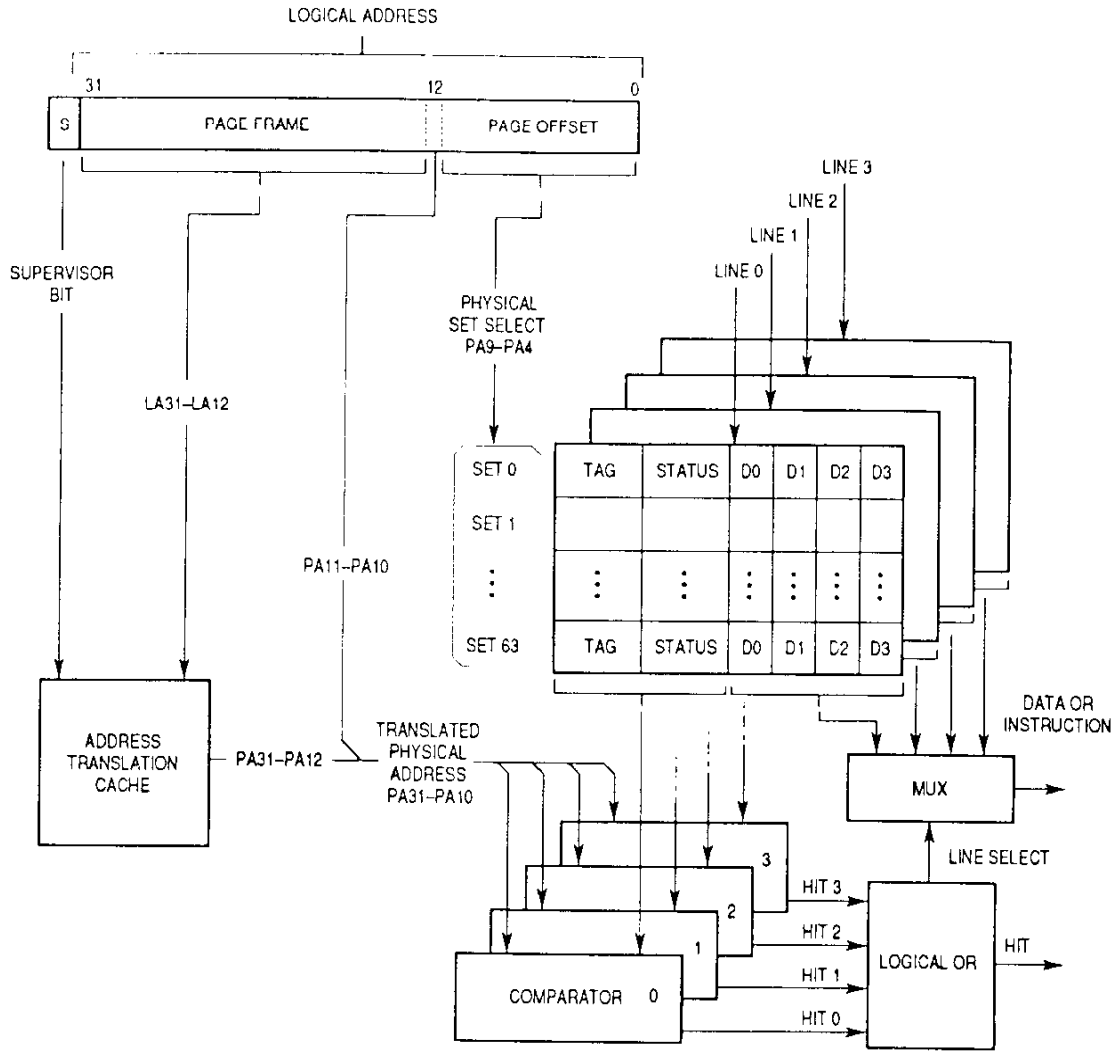 LOGICAL ADDRESS
31
12
0
S
PAGE FRAME
PAGE OFFSET
LINE 3
LINE 2
LINE 1
LINE 0
SUPERVISOR
BIT
PHYSICAL
SET SELECT
PA9–PA4
LA31–LA12
SET 0
TAG
STATUS
D0
D1
D2
D3
SET 1
PA11–PA10
SET 63
TAG
STATUS
D0
D1
D2
D3
ADDRESS
TRANSLATION
CACHE
PA31–PA12
TRANSLATED
PHYSICAL
ADDRESS
PA31–PA10
DATA OR
INSTRUCTION
MUX
LINE SELECT
3
2
1
COMPARATOR 0
HIT 3
HIT 2
HIT 1
HIT 0
LOGICAL OR
HIT